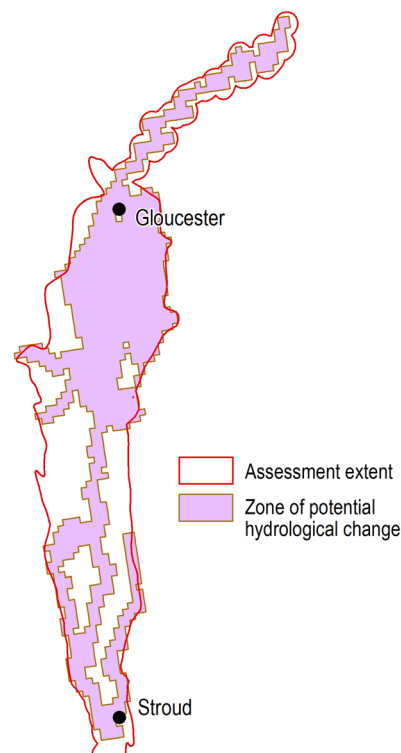 Gloucester
Assessment extent
Zone of potential
hydrological change
Stroud